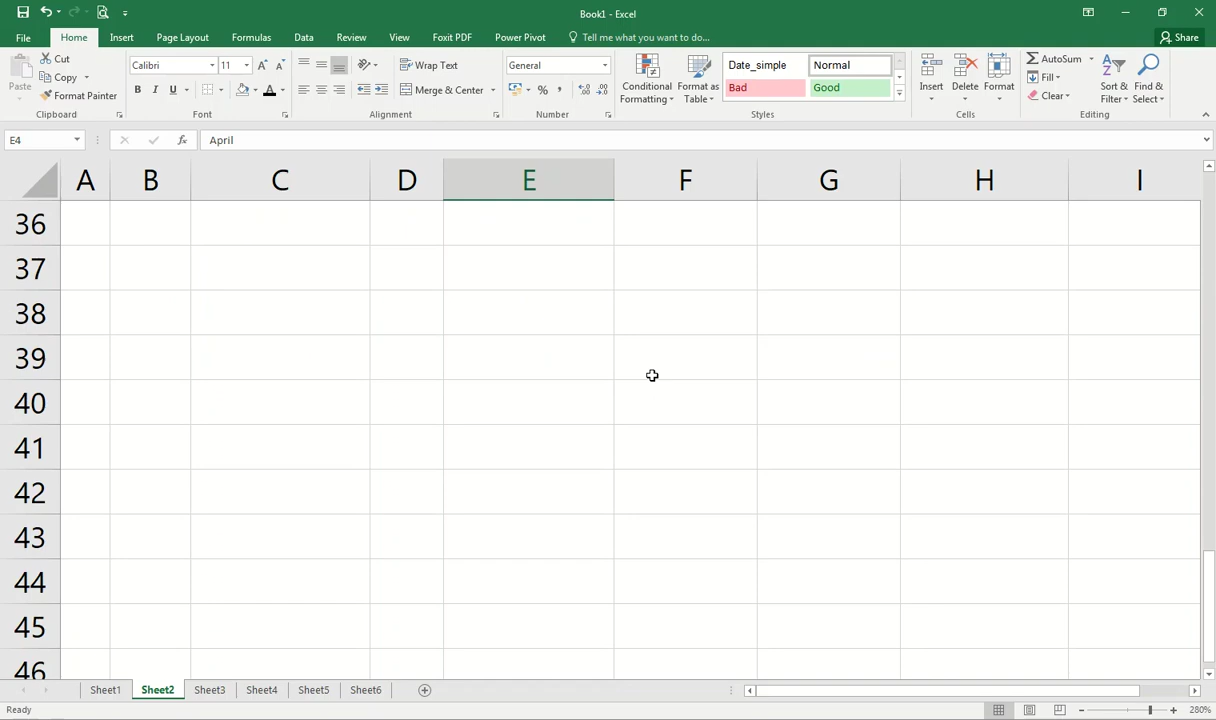 Book1 - Excel
File Home Insert Page Layout Formulas Data Review View Foxit PDF Power Pivot Tell me what you want to do... Share
Paste
Cut
Copy
Format Painter
Clipboard
Calibri 11
B I U
Font
Wrap Text
Merge & Center
Alignment
General
Number
Conditional Formatting
Format as Table
Date_simple Normal
Bad Good
Styles
Insert Delete Format
Cells
AutoSum
Fill
Clear
Sort & Filter
Find & Select
Editing
E4 fx April
A B C D E F G H I
36
37
38
39
40
41
42
43
44
45
46
Sheet1 Sheet2 Sheet3 Sheet4 Sheet5 Sheet6
Ready 280%